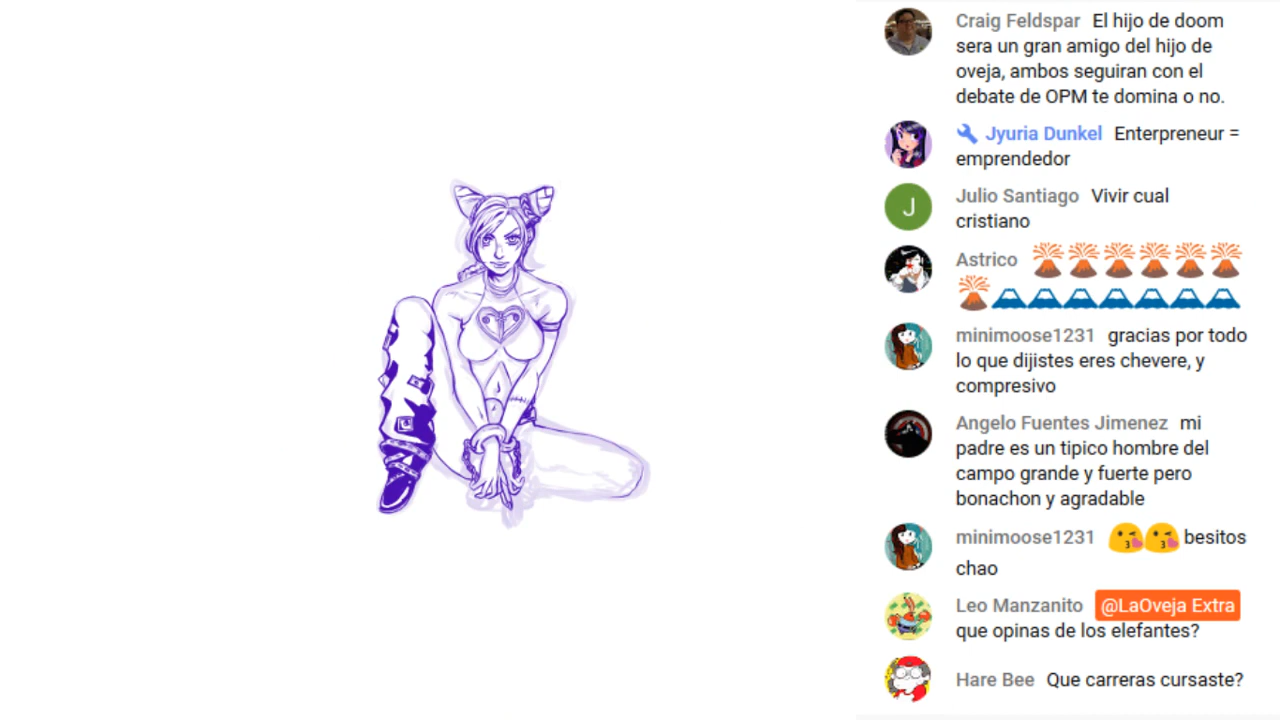 Craig Feldspar El hijo de doom
sera un gran amigo del hijo de
oveja, ambos seguiran con el
debate de OPM te domina o no.
Jyuria Dunkel Enterpreneur =
emprendedor
J
Julio Santiago Vivir cual
cristiano
Astrico 🌋🌋🌋🌋🌋🌋
🌋🗻🗻🗻🗻🗻🗻🗻
minimoose1231 gracias por todo
lo que dijistes eres chevere, y
compresivo
Angelo Fuentes Jimenez mi
padre es un tipico hombre del
campo grande y fuerte pero
bonachon y agradable
minimoose1231 😘😘 besitos
chao
Leo Manzanito @LaOveja Extra
que opinas de los elefantes?
Hare Bee Que carreras cursaste?